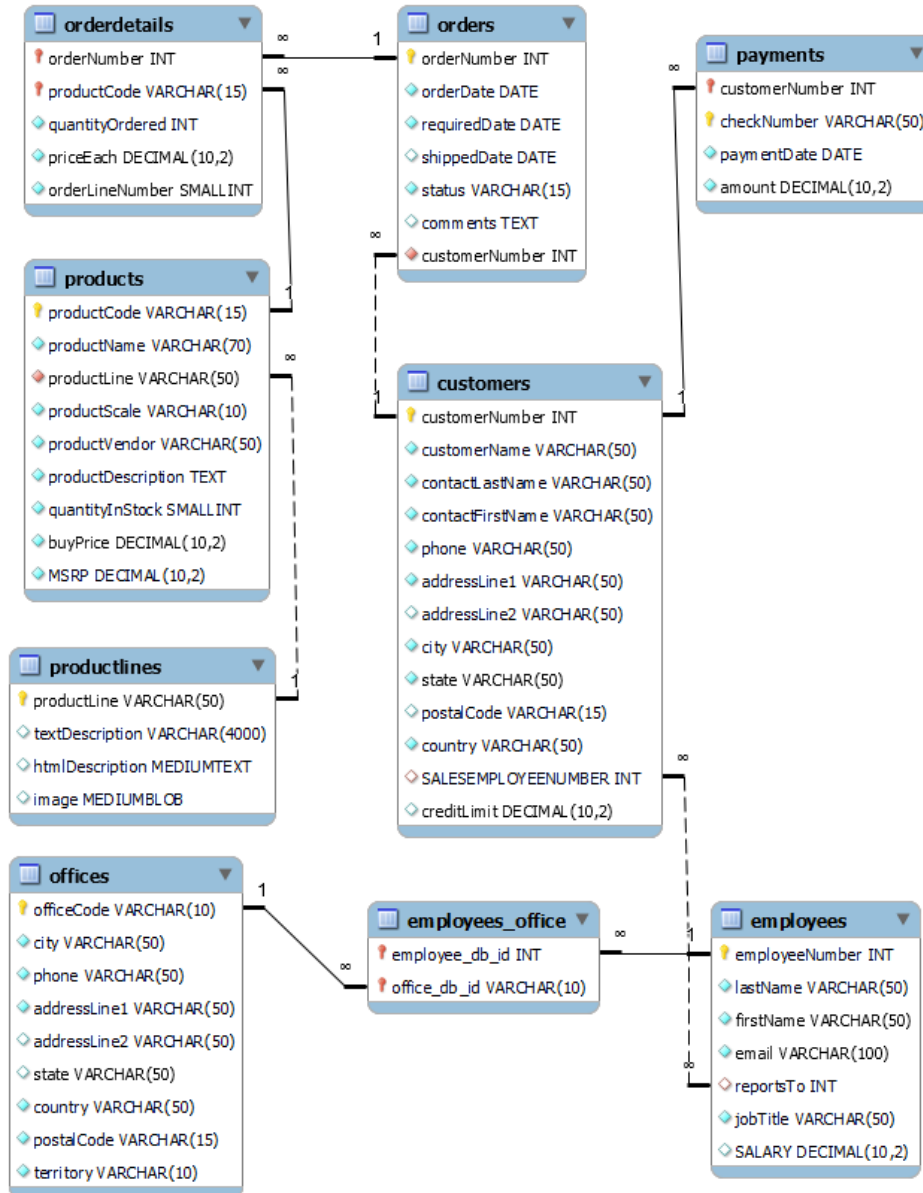 orderdetails
orderNumber INT
productCode VARCHAR(15)
quantityOrdered INT
priceEach DECIMAL(10,2)
orderLineNumber SMALLINT
∞
1
∞
orders
orderNumber INT
orderDate DATE
requiredDate DATE
shippedDate DATE
status VARCHAR(15)
comments TEXT
customerNumber INT
∞
payments
customerNumber INT
checkNumber VARCHAR(50)
paymentDate DATE
amount DECIMAL(10,2)
∞
products
productCode VARCHAR(15)
productName VARCHAR(70)
productLine VARCHAR(50)
productScale VARCHAR(10)
productVendor VARCHAR(50)
productDescription TEXT
quantityInStock SMALLINT
buyPrice DECIMAL(10,2)
MSRP DECIMAL(10,2)
1
∞
customers
customerNumber INT
customerName VARCHAR(50)
contactLastName VARCHAR(50)
contactFirstName VARCHAR(50)
phone VARCHAR(50)
addressLine1 VARCHAR(50)
addressLine2 VARCHAR(50)
city VARCHAR(50)
state VARCHAR(50)
postalCode VARCHAR(15)
country VARCHAR(50)
SALESEMPLOYEENUMBER INT
creditLimit DECIMAL(10,2)
1
1
∞
productlines
productLine VARCHAR(50)
textDescription VARCHAR(4000)
htmlDescription MEDIUMTEXT
image MEDIUMBLOB
1
offices
officeCode VARCHAR(10)
city VARCHAR(50)
phone VARCHAR(50)
addressLine1 VARCHAR(50)
addressLine2 VARCHAR(50)
state VARCHAR(50)
country VARCHAR(50)
postalCode VARCHAR(15)
territory VARCHAR(10)
1
∞
employees_office
employee_db_id INT
office_db_id VARCHAR(10)
∞
1
∞
employees
employeeNumber INT
lastName VARCHAR(50)
firstName VARCHAR(50)
email VARCHAR(100)
reportsTo INT
jobTitle VARCHAR(50)
SALARY DECIMAL(10,2)